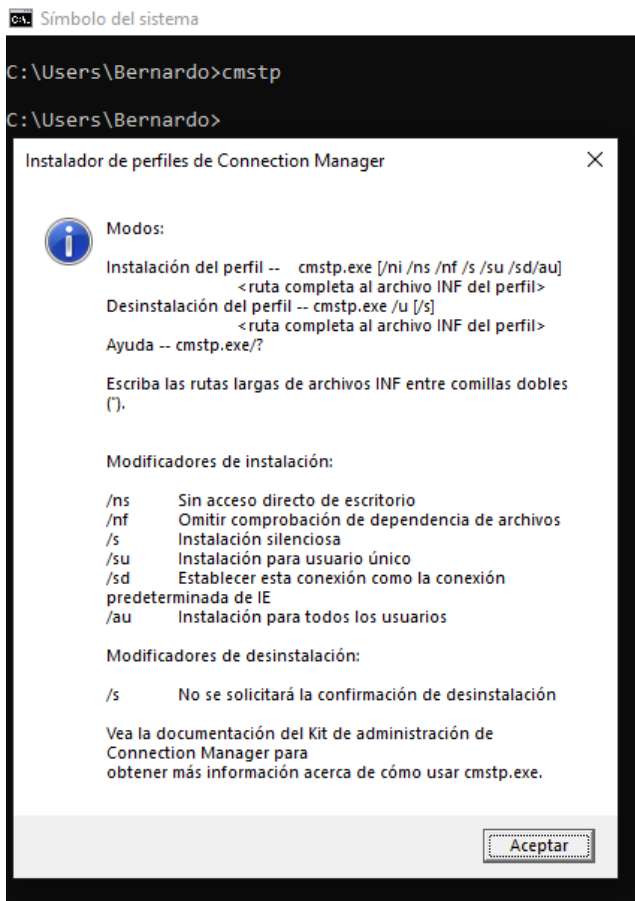 Símbolo del sistema
C:\Users\Bernardo>cmstp
C:\Users\Bernardo>
Instalador de perfiles de Connection Manager
Modos:
Instalación del perfil -- cmstp.exe [/ni /ns /nf /s /su /sd/au]
<ruta completa al archivo INF del perfil>
Desinstalación del perfil -- cmstp.exe /u [/s]
<ruta completa al archivo INF del perfil>
Ayuda -- cmstp.exe/?
Escriba las rutas largas de archivos INF entre comillas dobles
(").
Modificadores de instalación:
/ns Sin acceso directo de escritorio
/nf Omitir comprobación de dependencia de archivos
/s Instalación silenciosa
/su Instalación para usuario único
/sd Establecer esta conexión como la conexión
predeterminada de IE
/au Instalación para todos los usuarios
Modificadores de desinstalación:
/s No se solicitará la confirmación de desinstalación
Vea la documentación del Kit de administración de
Connection Manager para
obtener más información acerca de cómo usar cmstp.exe.
Aceptar